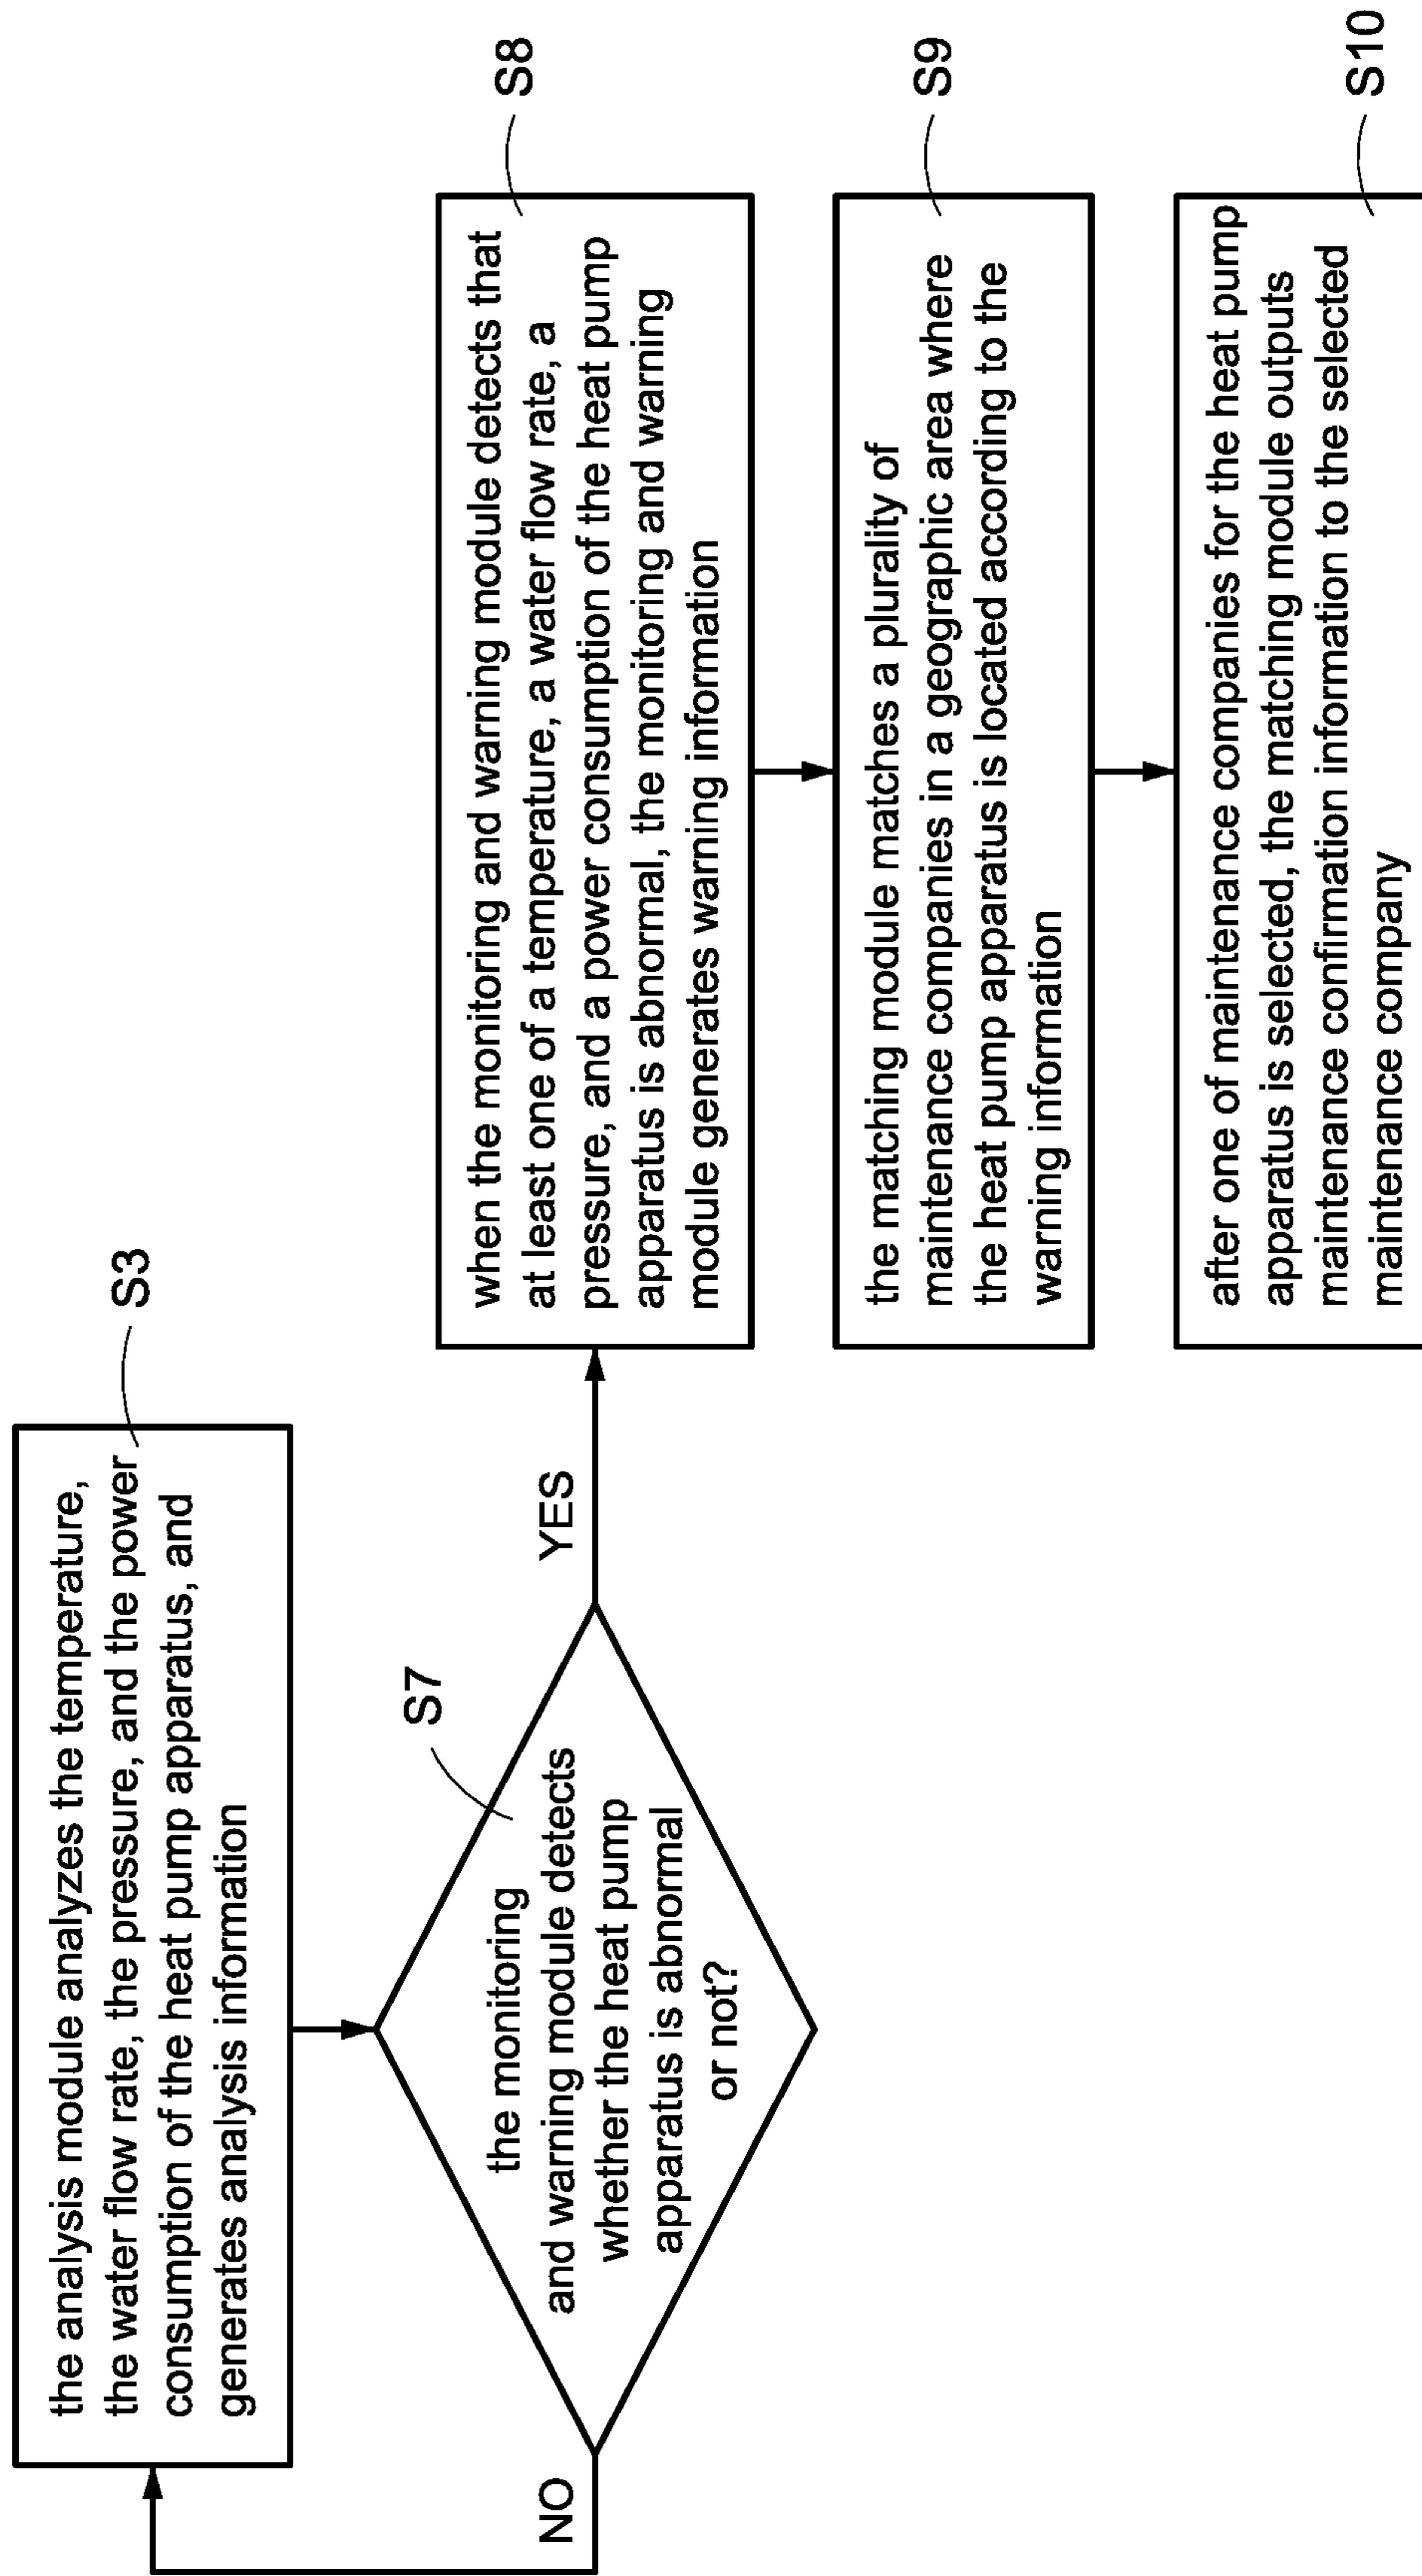 S3
the analysis module analyzes the temperature,
the water flow rate, the pressure, and the power
consumption of the heat pump apparatus, and
generates analysis information
S7
the monitoring
and warning module detects
whether the heat pump
apparatus is abnormal
or not?
NO
YES
S8
when the monitoring and warning module detects that
at least one of a temperature, a water flow rate, a
pressure, and a power consumption of the heat pump
apparatus is abnormal, the monitoring and warning
module generates warning information
S9
the matching module matches a plurality of
maintenance companies in a geographic area where
the heat pump apparatus is located according to the
warning information
S10
after one of maintenance companies for the heat pump
apparatus is selected, the matching module outputs
maintenance confirmation information to the selected
maintenance company